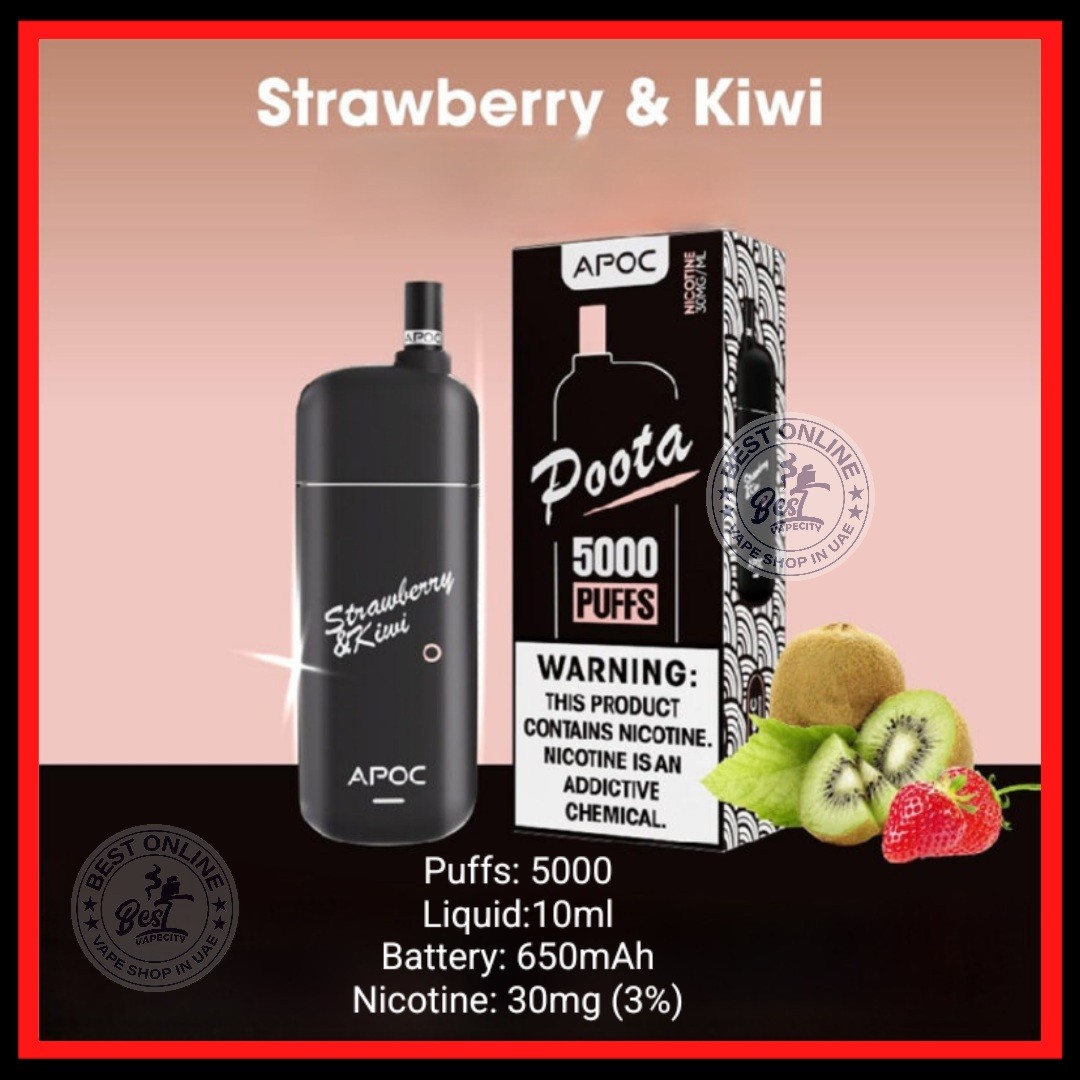 Strawberry & Kiwi
APOC
NICOTINE
30MG/ML
APOC
Poota
5000
PUFFS
Strawberry
&Kiwi
APOC
WARNING:
THIS PRODUCT
CONTAINS NICOTINE.
NICOTINE IS AN
ADDICTIVE
CHEMICAL.
BEST ONLINE
Best
VAPECITY
VAPE SHOP IN UAE
Puffs: 5000
Liquid:10ml
Battery: 650mAh
Nicotine: 30mg (3%)
BEST ONLINE
Best
VAPECITY
VAPE SHOP IN UAE